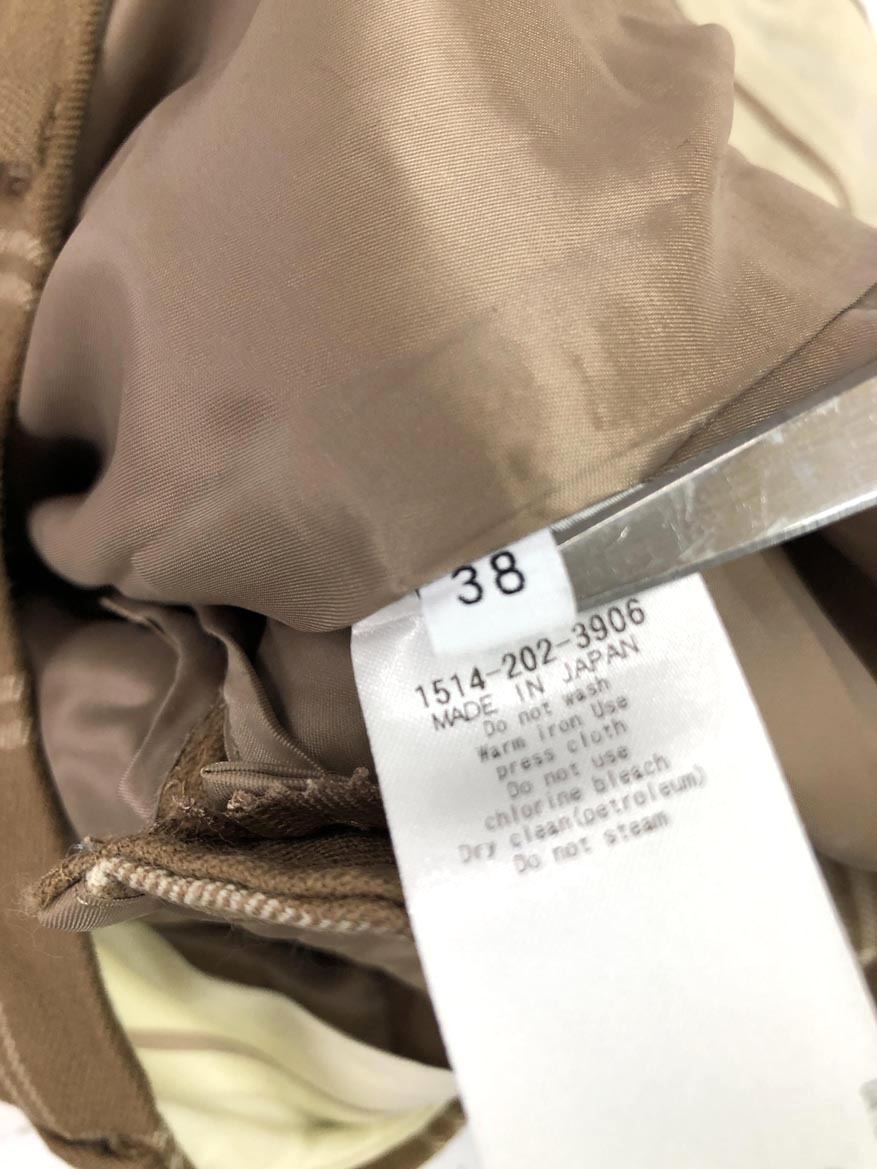 38
1514-202-3906
MADE IN JAPAN
Do not wash
Warm iron Use
press cloth
Do not use
chlorine bleach
Dry clean(petroleum)
Do not steam